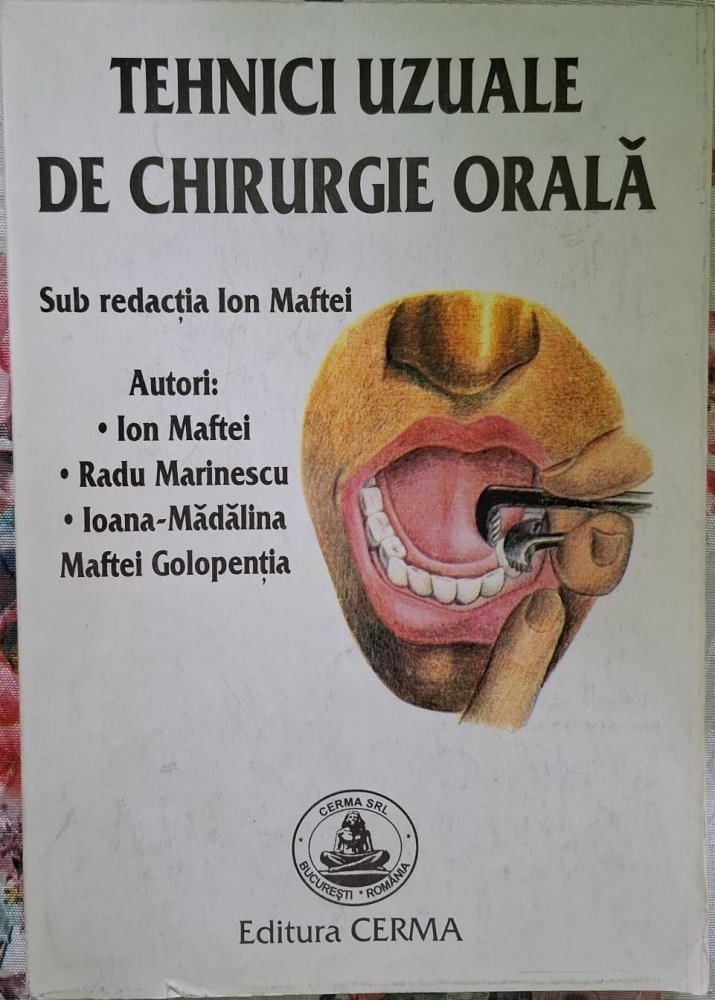 TEHNICI UZUALE
DE CHIRURGIE ORALĂ
Sub redacția Ion Maftei
Autori:
• Ion Maftei
• Radu Marinescu
• Ioana-Mădălina
Maftei Golopenția
CERMA SRL
• BUCUREȘTI • ROMÂNIA •
Editura CERMA